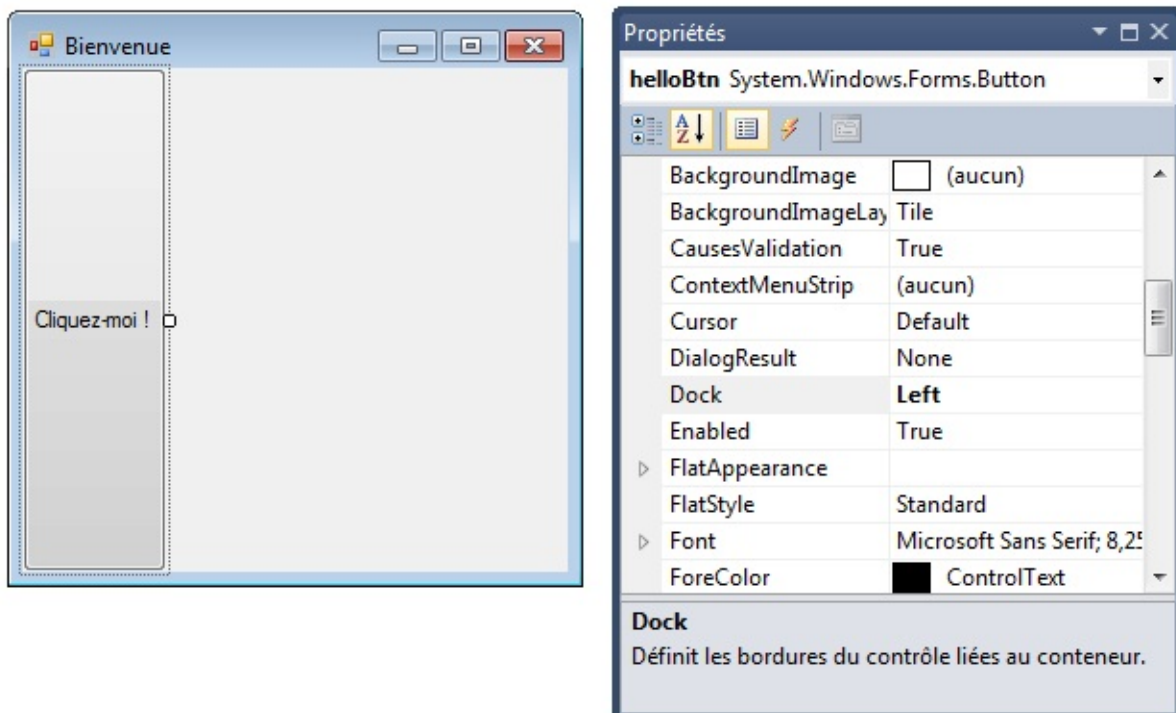 Bienvenue
Cliquez-moi !
Propriétés
helloBtn System.Windows.Forms.Button
BackgroundImage (aucun)
BackgroundImageLay Tile
CausesValidation True
ContextMenuStrip (aucun)
Cursor Default
DialogResult None
Dock Left
Enabled True
FlatAppearance
FlatStyle Standard
Font Microsoft Sans Serif; 8,25
ForeColor ControlText
Dock
Définit les bordures du contrôle liées au conteneur.